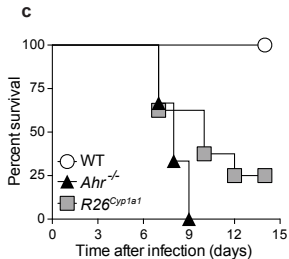 c
Percent survival
100
75
50
25
0
WT
Ahr-/-
R26Cyp1a1
0 3 6 9 12 15
Time after infection (days)